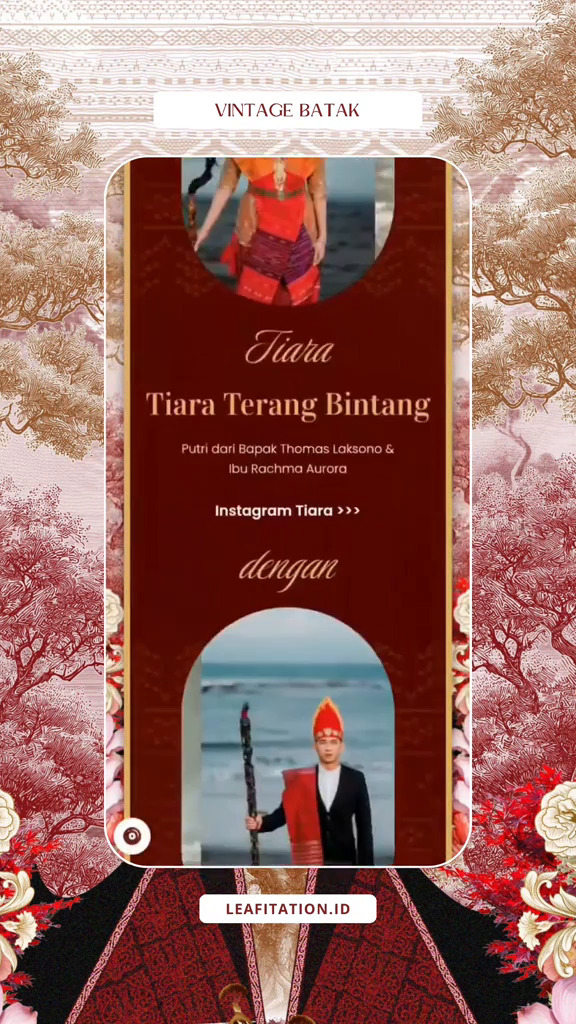 VINTAGE BATAK
Tiara
Tiara Terang Bintang
Putri dari Bapak Thomas Laksono &
Ibu Rachma Aurora
Instagram Tiara >>>
dengan
LEAFITATION.ID